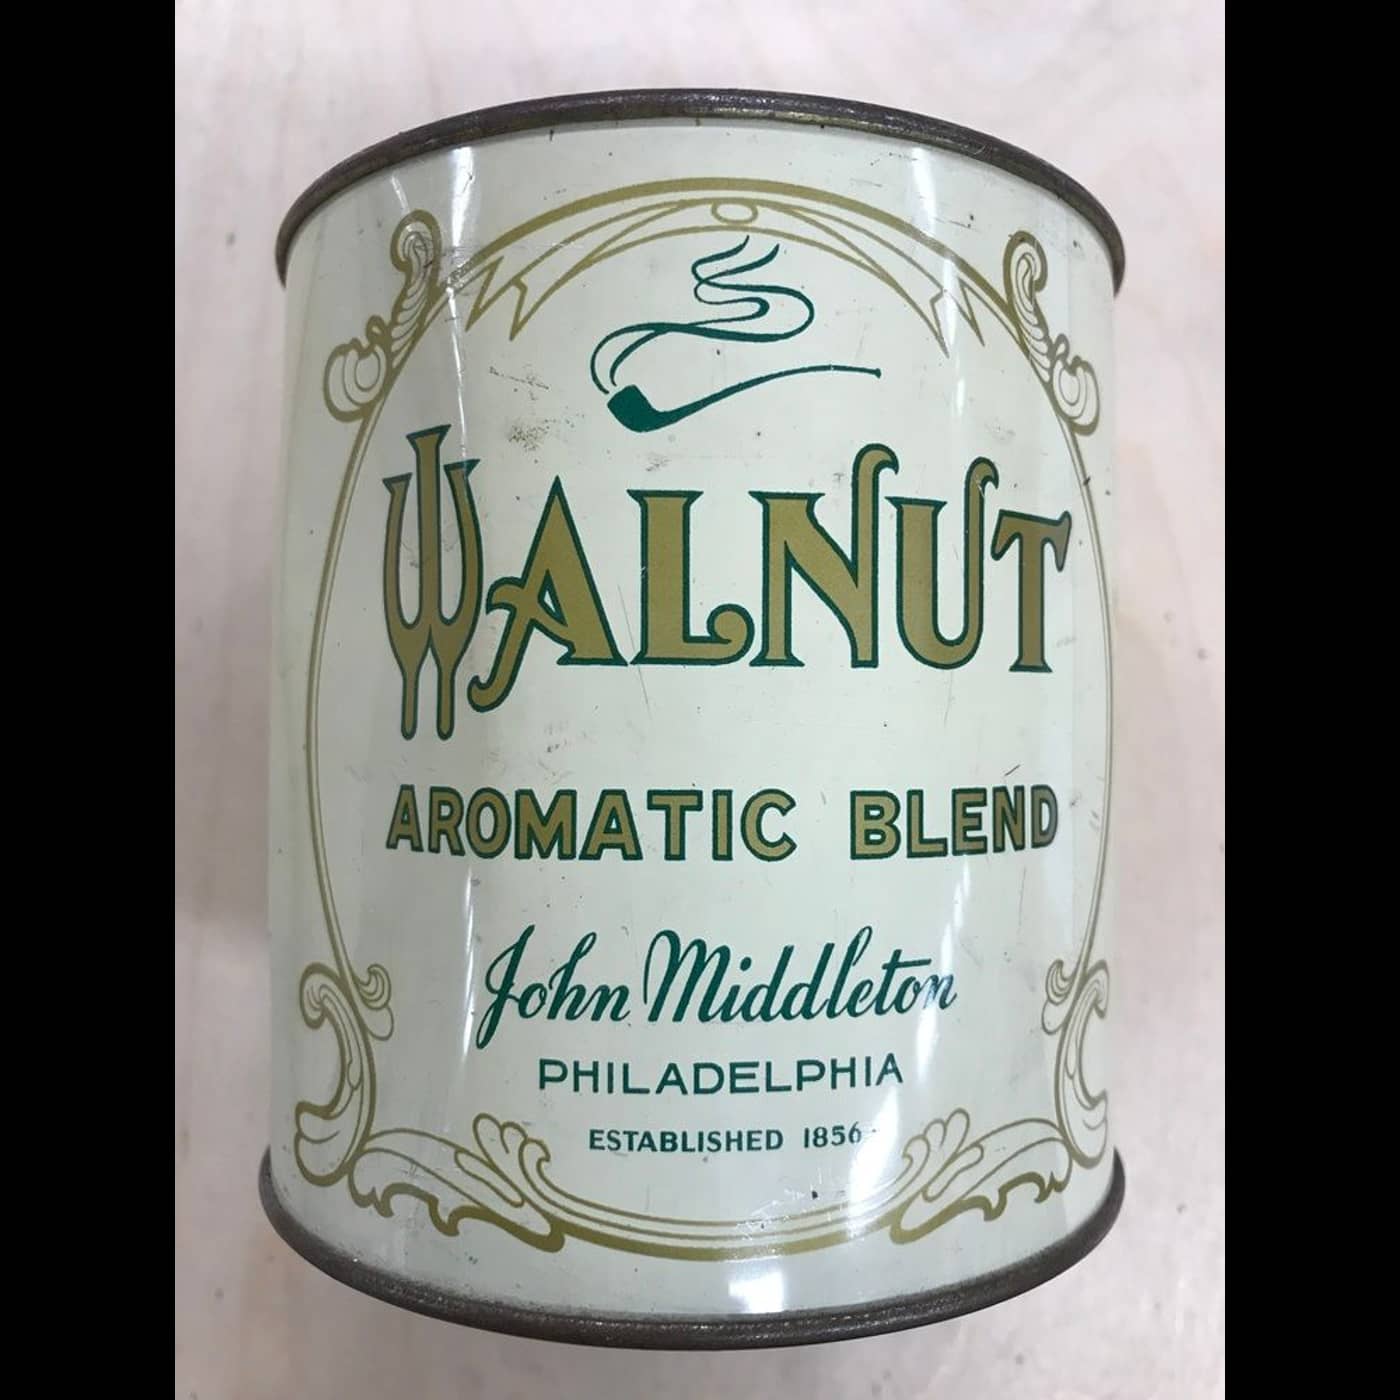 WALNUT
AROMATIC BLEND
John Middleton
PHILADELPHIA
ESTABLISHED 1856